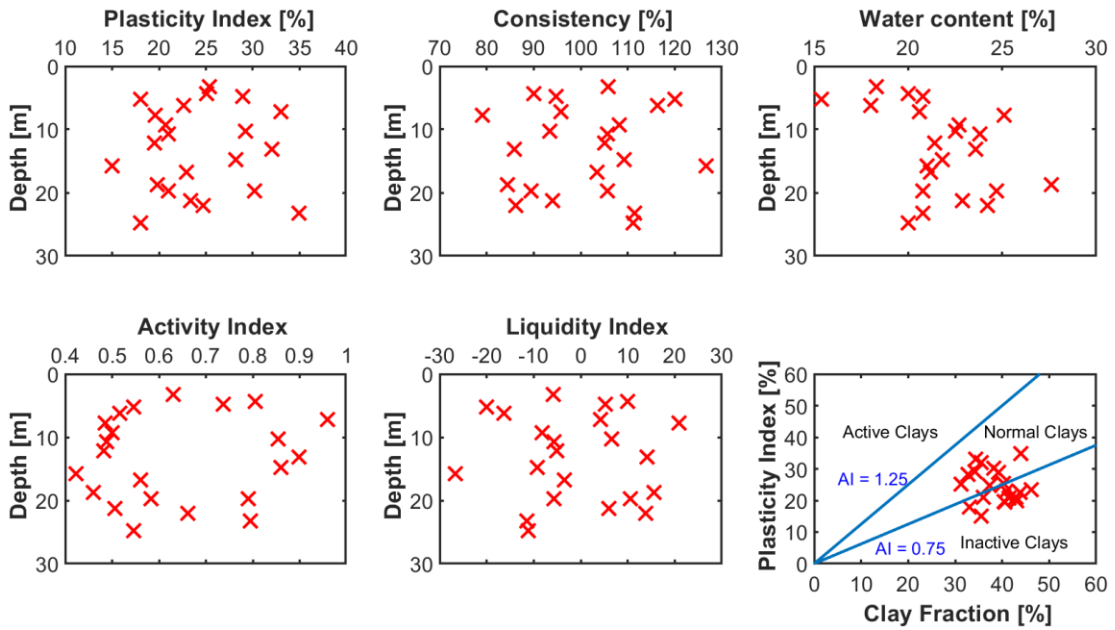 Plasticity Index [%]
10 15 20 25 30 35 40
0
10
20
30
Depth [m]
Consistency [%]
70 80 90 100 110 120 130
0
10
20
30
Depth [m]
Water content [%]
15 20 25 30
0
10
20
30
Depth [m]
Activity Index
0.4 0.5 0.6 0.7 0.8 0.9 1
0
10
20
30
Depth [m]
Liquidity Index
-30 -20 -10 0 10 20 30
0
10
20
30
Depth [m]
60
50
40
30
20
10
0
Plasticity Index [%]
Active Clays
Normal Clays
AI = 1.25
AI = 0.75
Inactive Clays
0 10 20 30 40 50 60
Clay Fraction [%]